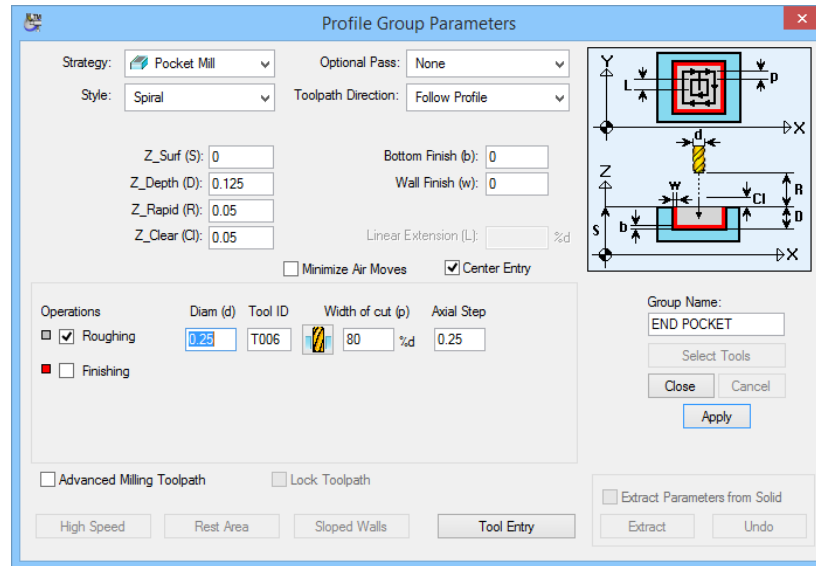 Profile Group Parameters
Strategy: Pocket Mill Optional Pass: None
Style: Spiral Toolpath Direction: Follow Profile
Z_Surf (S): 0 Bottom Finish (b): 0
Z_Depth (D): 0.125 Wall Finish (w): 0
Z_Rapid (R): 0.05
Z_Clear (Cl): 0.05 Linear Extension (L): %d
Minimize Air Moves Center Entry
Y
L
p
X
d
Z
w
Cl
R
D
S
b
X
Operations Diam (d) Tool ID Width of cut (p) Axial Step
Roughing 0.25 T006 80 %d 0.25
Finishing
Group Name:
END POCKET
Select Tools
Close Cancel
Apply
Advanced Milling Toolpath Lock Toolpath
High Speed Rest Area Sloped Walls Tool Entry
Extract Parameters from Solid
Extract Undo